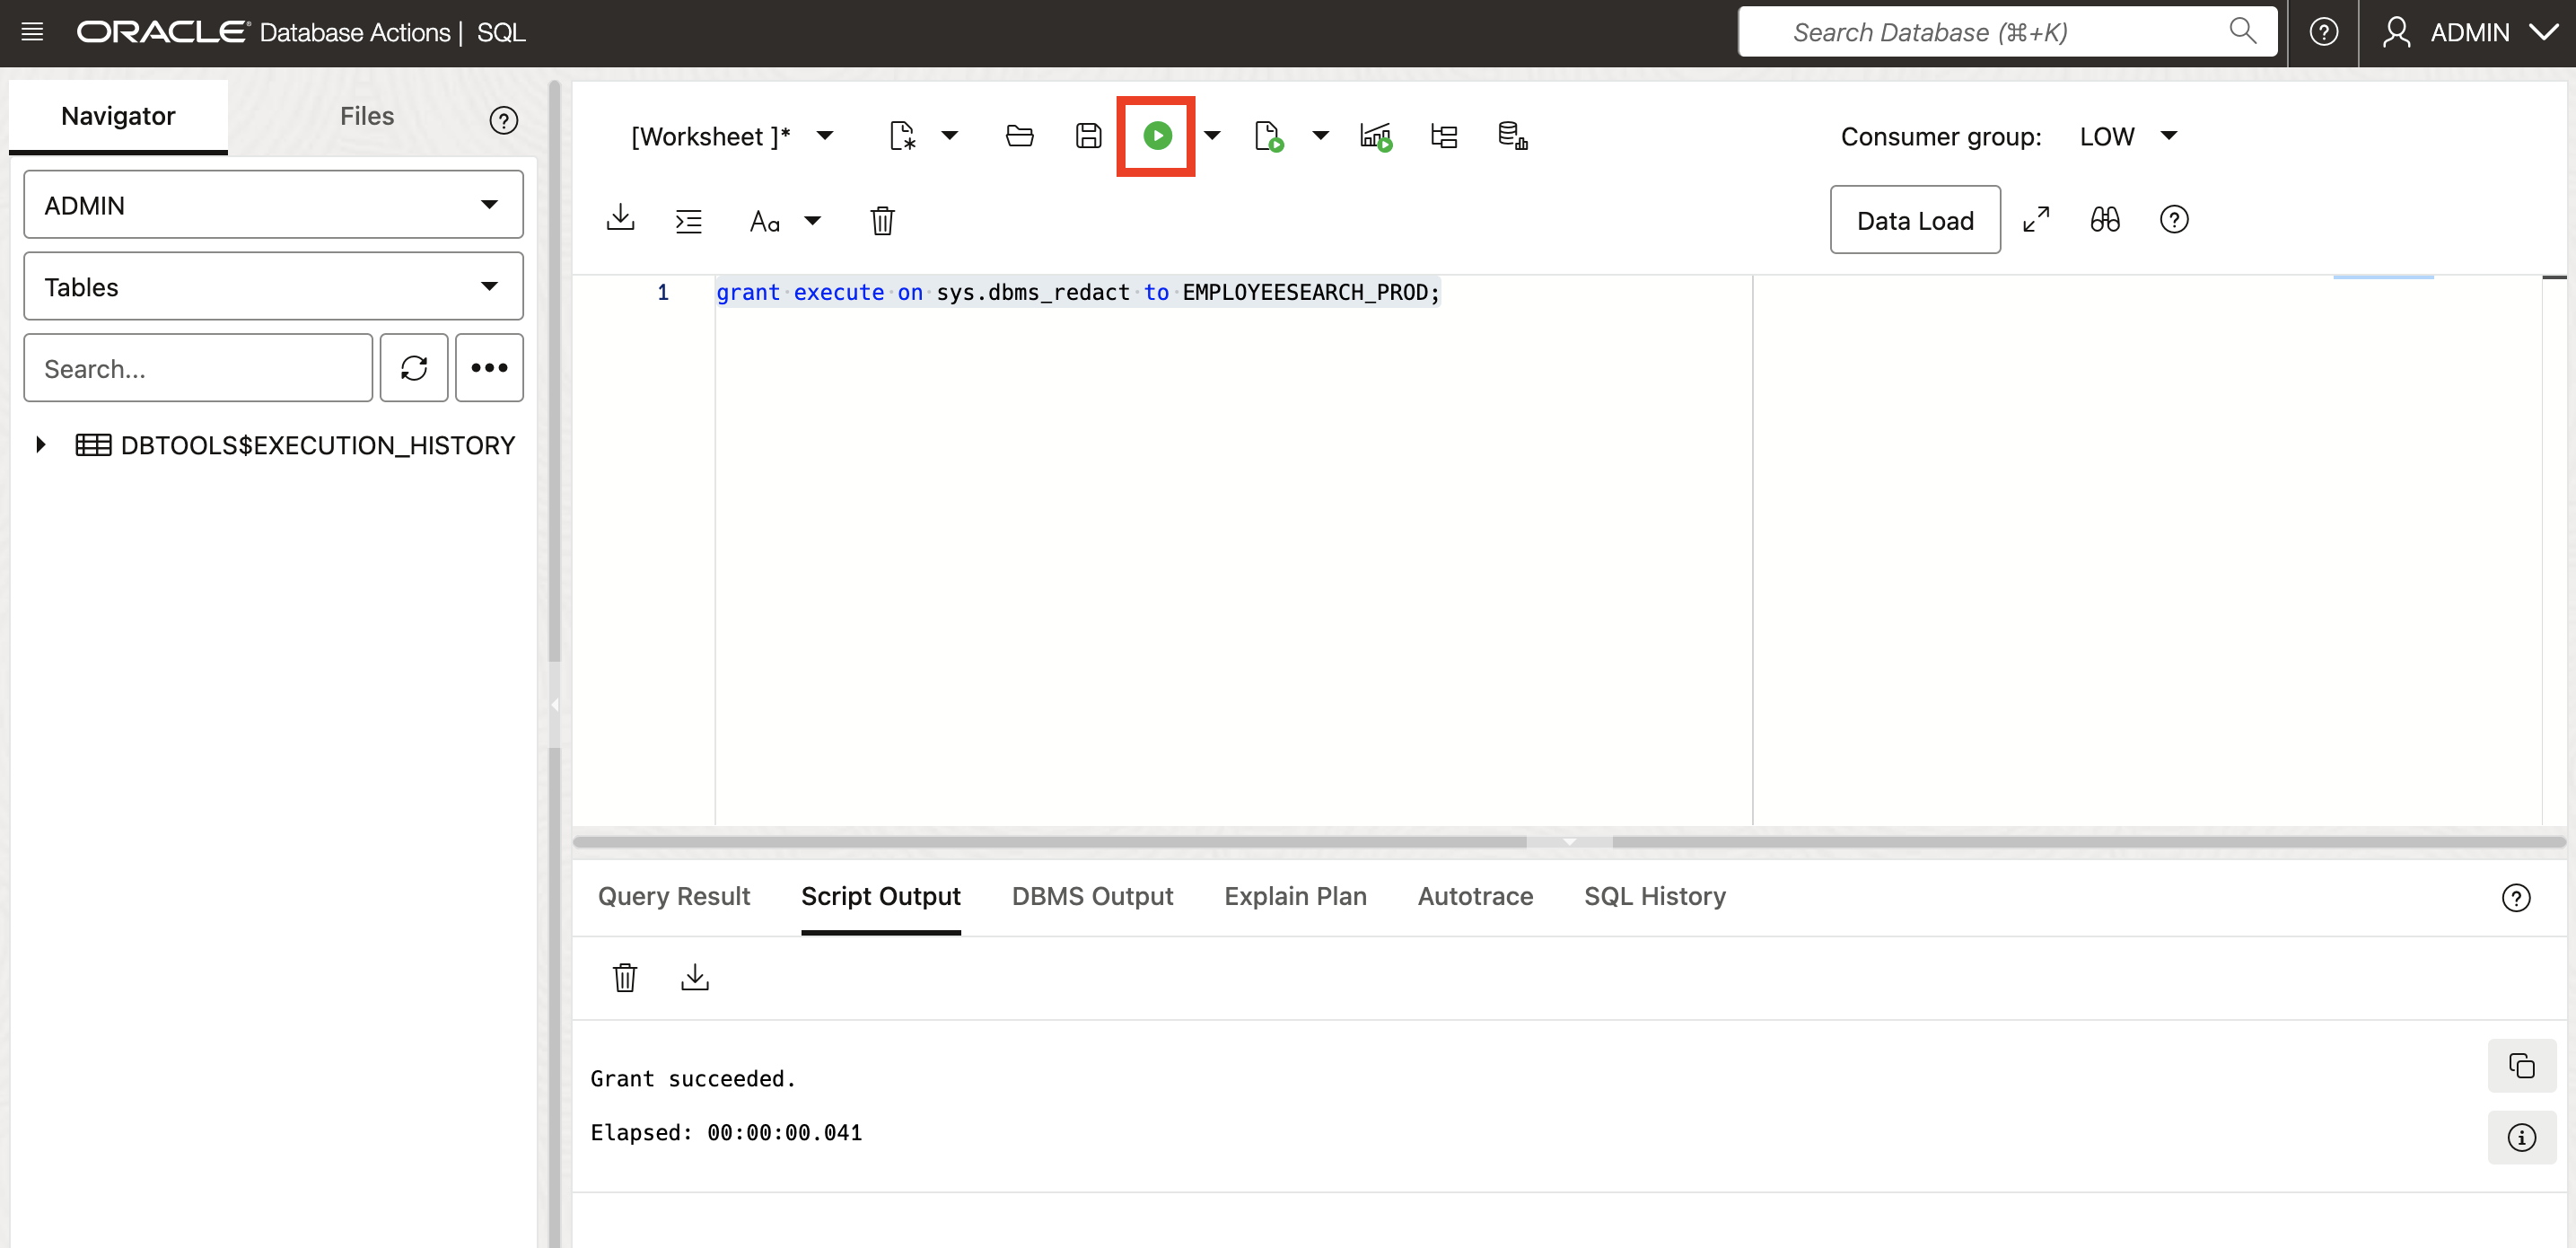 ORACLE Database Actions | SQL
Search Database (⌘+K)
ADMIN
Navigator
Files
ADMIN
Tables
Search...
DBTOOLS$EXECUTION_HISTORY
[Worksheet ]*
Consumer group: LOW
Aa
Data Load
1 grant execute on sys.dbms_redact to EMPLOYEESEARCH_PROD;
Query Result
Script Output
DBMS Output
Explain Plan
Autotrace
SQL History
Grant succeeded.
Elapsed: 00:00:00.041